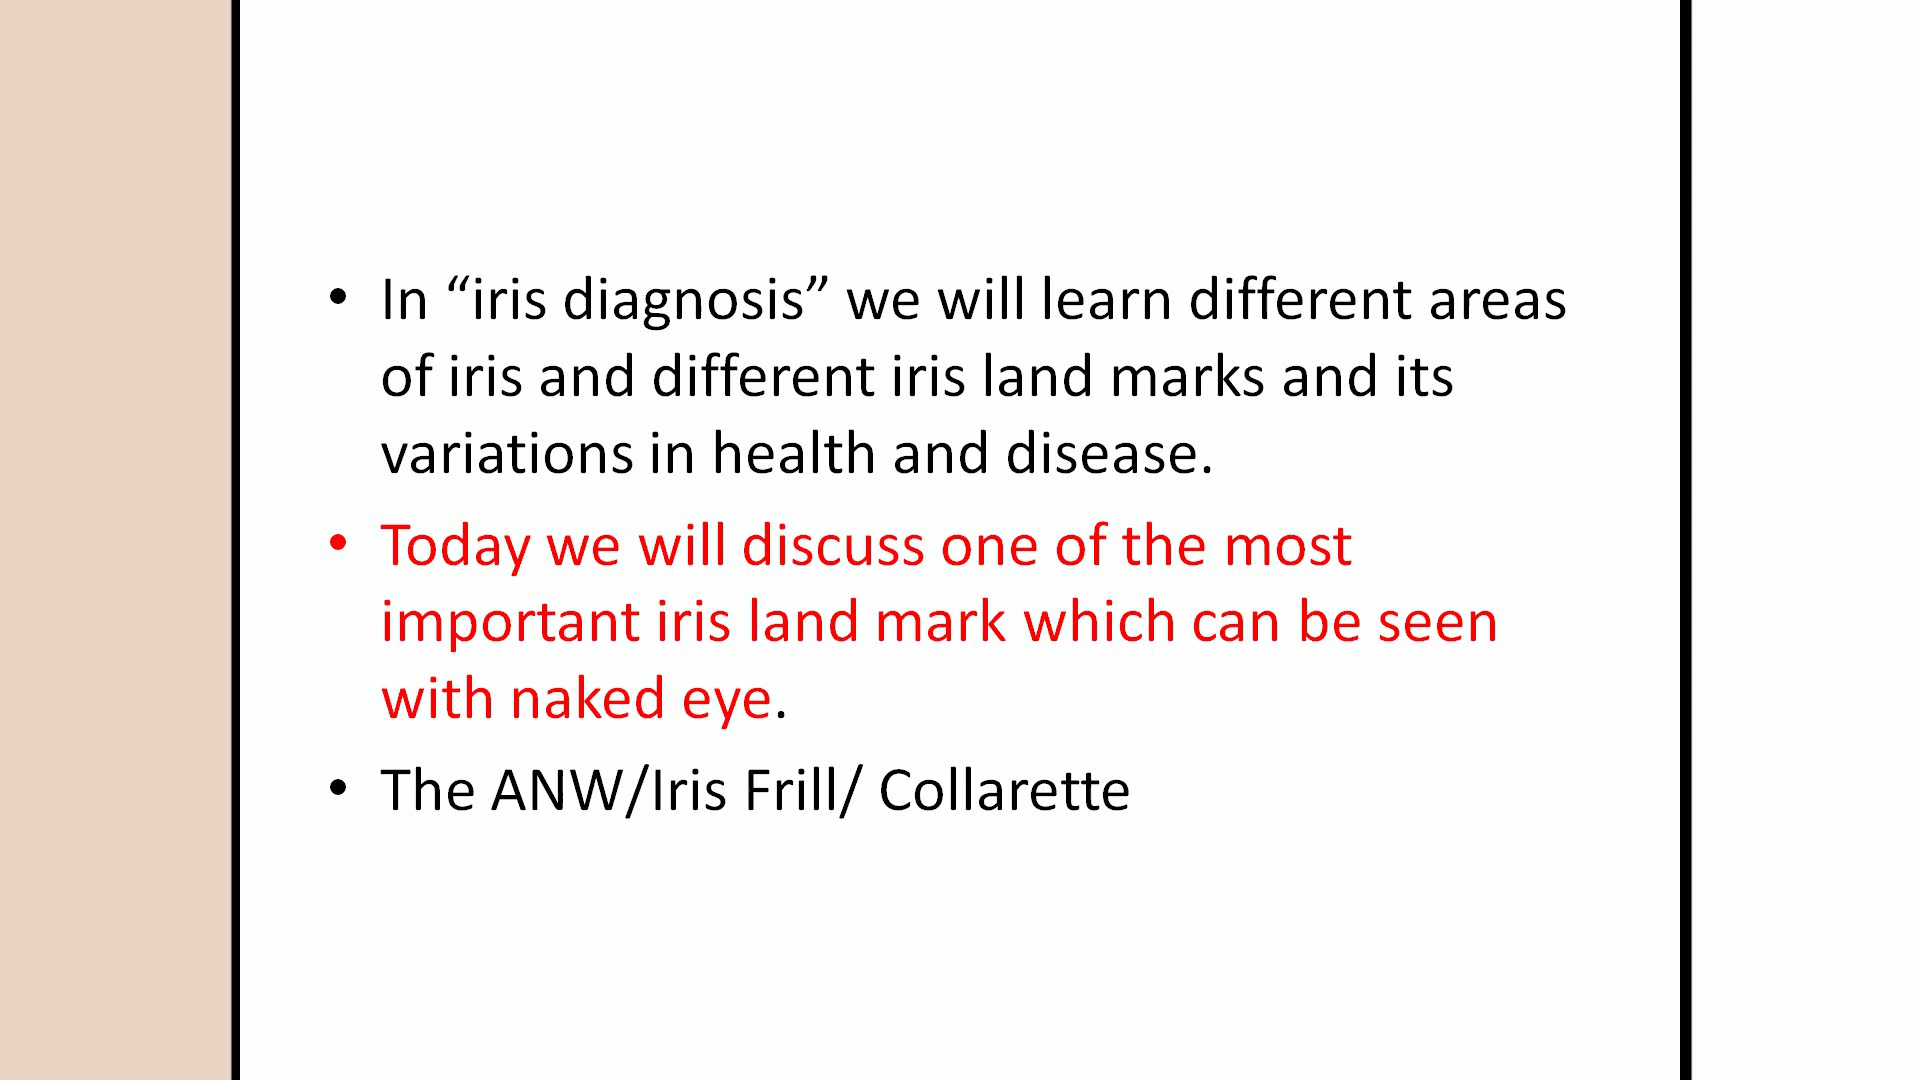 • In “iris diagnosis” we will learn different areas
of iris and different iris land marks and its
variations in health and disease.
• Today we will discuss one of the most
important iris land mark which can be seen
with naked eye.
• The ANW/Iris Frill/ Collarette